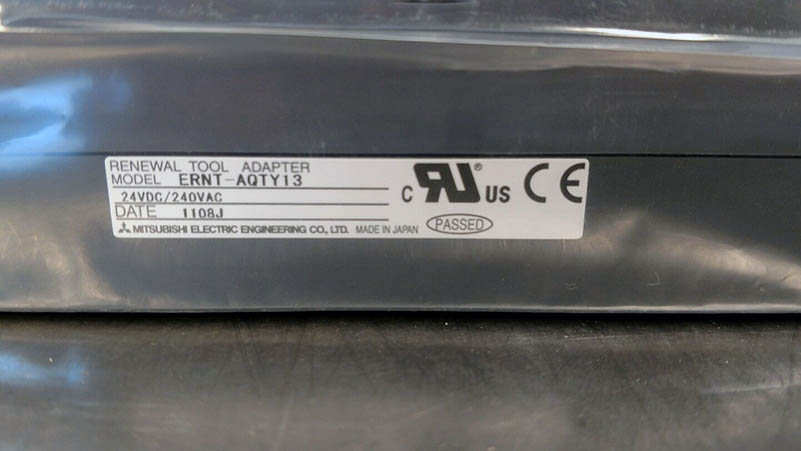 RENEWAL TOOL ADAPTER
MODEL ERNT-AQTY13
24VDC/240VAC
DATE 1108J
MITSUBISHI ELECTRIC ENGINEERING CO., LTD. MADE IN JAPAN
C RU® US CE
PASSED